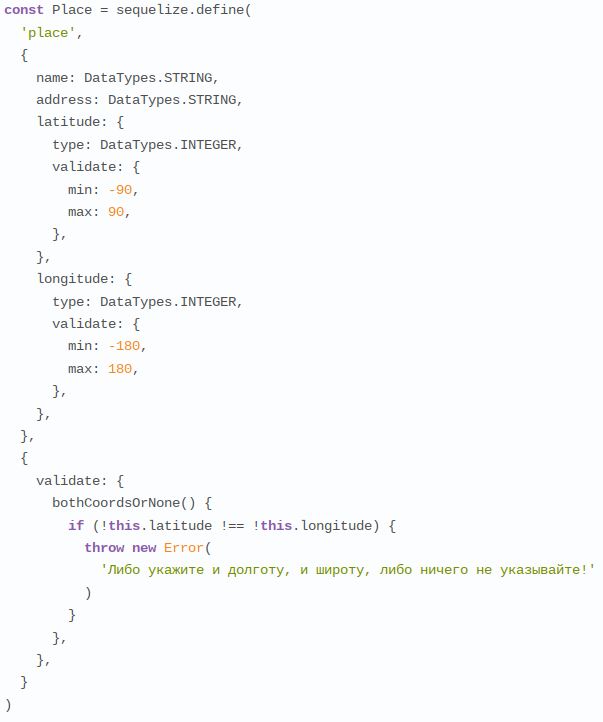 const Place = sequelize.define(
  'place',
  {
    name: DataTypes.STRING,
    address: DataTypes.STRING,
    latitude: {
      type: DataTypes.INTEGER,
      validate: {
        min: -90,
        max: 90,
      },
    },
    longitude: {
      type: DataTypes.INTEGER,
      validate: {
        min: -180,
        max: 180,
      },
    },
  },
  {
    validate: {
      bothCoordsOrNone() {
        if (!this.latitude !== !this.longitude) {
          throw new Error(
            'Либо укажите и долготу, и широту, либо ничего не указывайте!'
          )
        }
      },
    },
  }
)